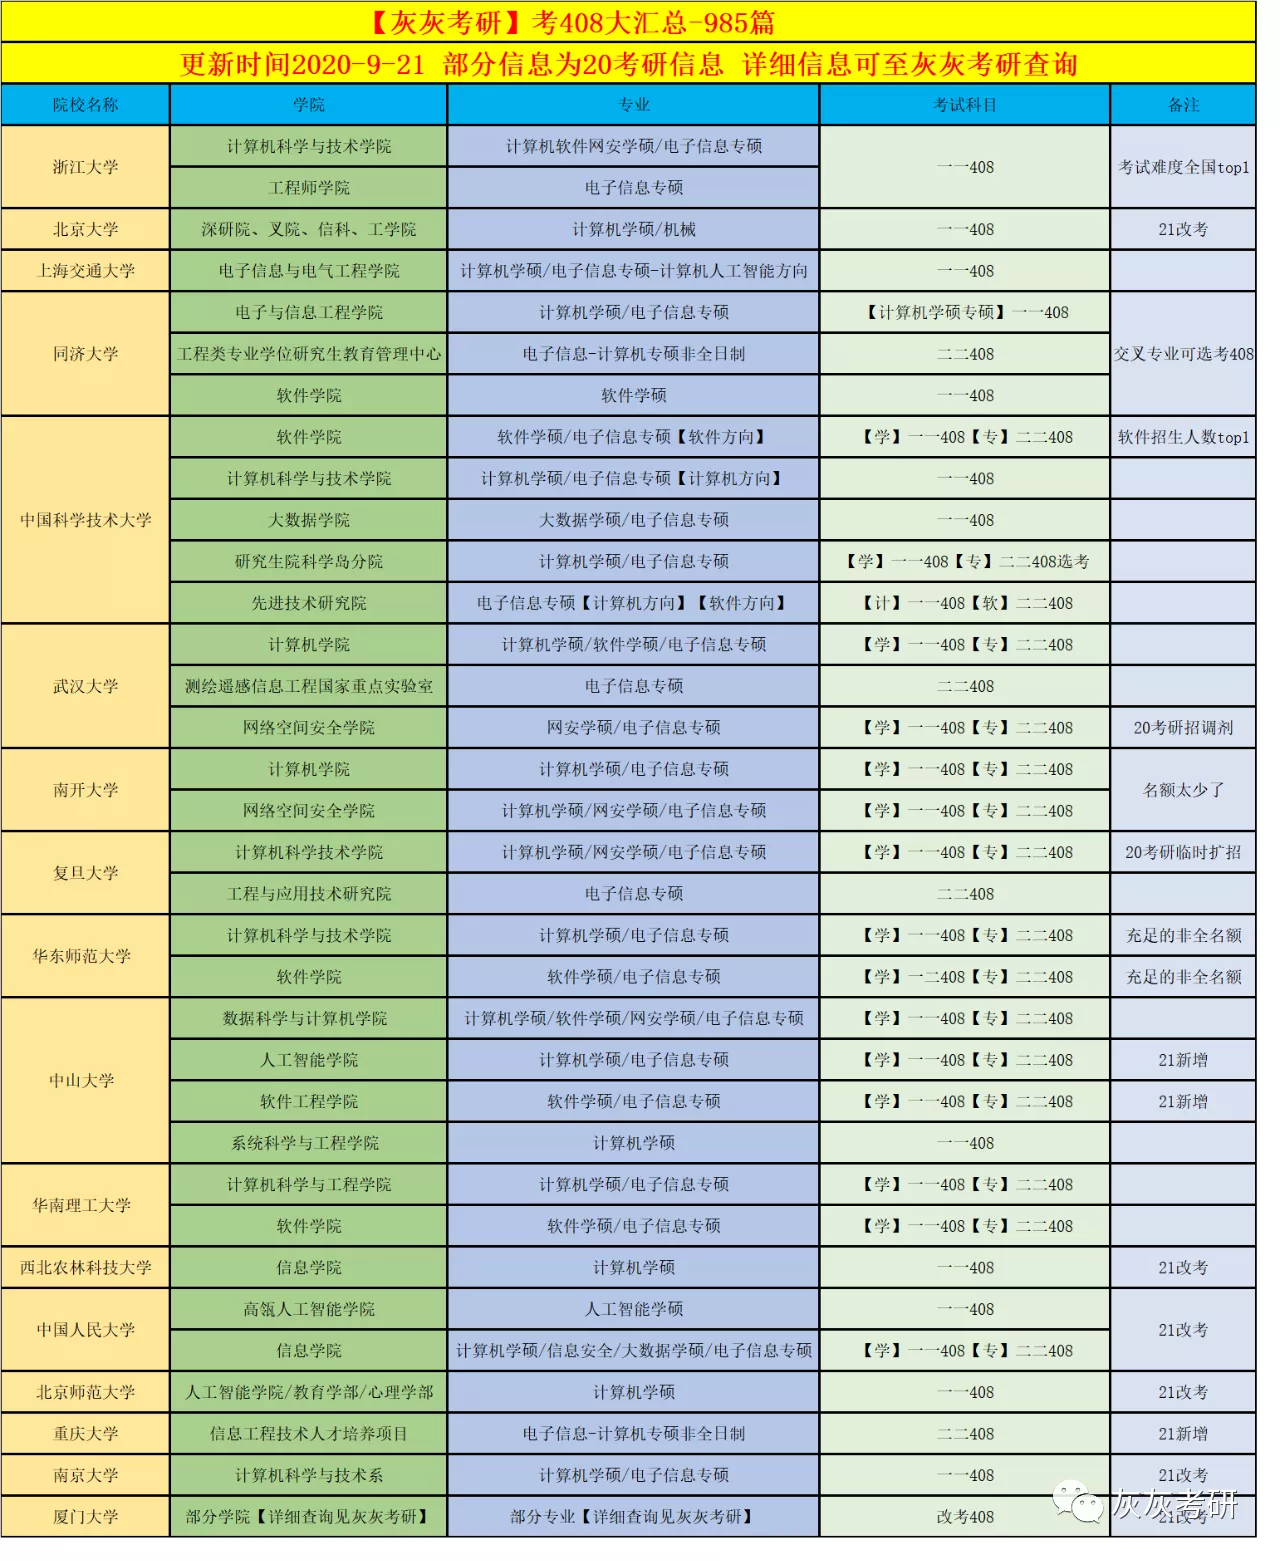 【灰灰考研】考408大汇总-985篇
更新时间2020-9-21 部分信息为20考研信息 详细信息可至灰灰考研查询
院校名称 学院 专业 考试科目 备注
浙江大学 计算机科学与技术学院 计算机软件网安学硕/电子信息专硕 一一408 考试难度全国top1
工程师学院 电子信息专硕
北京大学 深研院、叉院、信科、工学院 计算机学硕/机械 一一408 21改考
上海交通大学 电子信息与电气工程学院 计算机学硕/电子信息专硕-计算机人工智能方向 一一408
同济大学 电子与信息工程学院 计算机学硕/电子信息专硕 【计算机学硕专硕】一一408 交叉专业可选考408
工程类专业学位研究生教育管理中心 电子信息-计算机专硕非全日制 二二408
软件学院 软件学硕 一一408
中国科学技术大学 软件学院 软件学硕/电子信息专硕【软件方向】 【学】一一408【专】二二408 软件招生人数top1
计算机科学与技术学院 计算机学硕/电子信息专硕【计算机方向】 一一408
大数据学院 大数据学硕/电子信息专硕 一一408
研究生院科学岛分院 计算机学硕/电子信息专硕 【学】一一408【专】二二408选考
先进技术研究院 电子信息专硕【计算机方向】【软件方向】 【计】一一408【软】二二408
武汉大学 计算机学院 计算机学硕/软件学硕/电子信息专硕 【学】一一408【专】二二408
测绘遥感信息工程国家重点实验室 电子信息专硕 二二408
网络空间安全学院 网安学硕/电子信息专硕 【学】一一408【专】二二408 20考研招调剂
南开大学 计算机学院 计算机学硕/电子信息专硕 【学】一一408【专】二二408 名额太少了
网络空间安全学院 计算机学硕/网安学硕/电子信息专硕 【学】一一408【专】二二408
复旦大学 计算机科学技术学院 计算机学硕/网安学硕/电子信息专硕 【学】一一408【专】二二408 20考研临时扩招
工程与应用技术研究院 电子信息专硕 二二408
华东师范大学 计算机科学与技术学院 计算机学硕/电子信息专硕 【学】一一408【专】二二408 充足的非全名额
软件学院 软件学硕/电子信息专硕 【学】一二408【专】二二408 充足的非全名额
中山大学 数据科学与计算机学院 计算机学硕/软件学硕/网安学硕/电子信息专硕 【学】一一408【专】二二408
人工智能学院 计算机学硕/电子信息专硕 【学】一一408【专】二二408 21新增
软件工程学院 软件学硕/电子信息专硕 【学】一一408【专】二二408 21新增
系统科学与工程学院 计算机学硕 一一408
华南理工大学 计算机科学与工程学院 计算机学硕/电子信息专硕 【学】一一408【专】二二408
软件学院 软件学硕/电子信息专硕 【学】一一408【专】二二408
西北农林科技大学 信息学院 计算机学硕 一一408 21改考
中国人民大学 高瓴人工智能学院 人工智能学硕 一一408 21改考
信息学院 计算机学硕/信息安全/大数据学硕/电子信息专硕 【学】一一408【专】二二408
北京师范大学 人工智能学院/教育学部/心理学部 计算机学硕 一一408 21改考
重庆大学 信息工程技术人才培养项目 电子信息-计算机专硕非全日制 二二408 21新增
南京大学 计算机科学与技术系 计算机学硕/电子信息专硕 一一408 21改考
厦门大学 部分学院【详细查询见灰灰考研】 部分专业【详细查询见灰灰考研】 改考408 21改考
灰灰考研